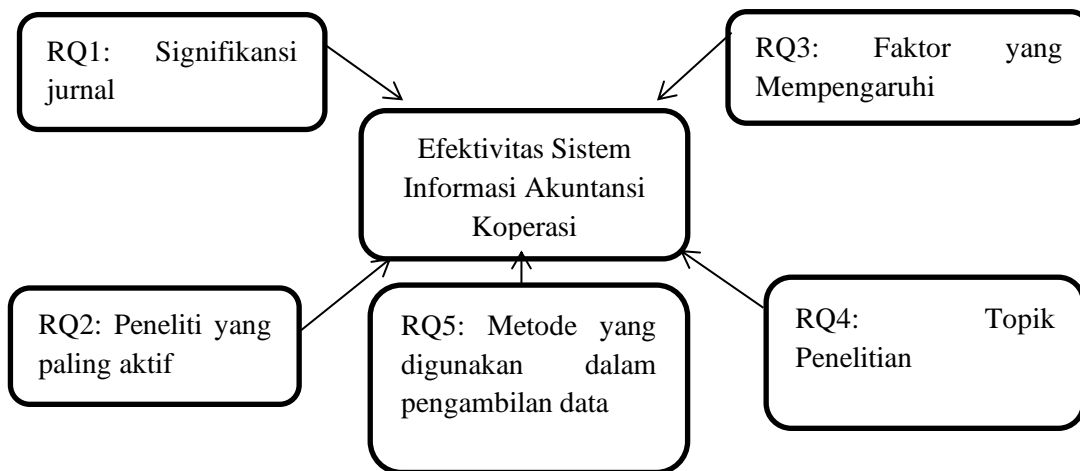 RQ1: Signifikansi
jurnal
RQ3: Faktor yang
Mempengaruhi
Efektivitas Sistem
Informasi Akuntansi
Koperasi
RQ2: Peneliti yang
paling aktif
RQ5: Metode yang
digunakan dalam
pengambilan data
RQ4: Topik
Penelitian